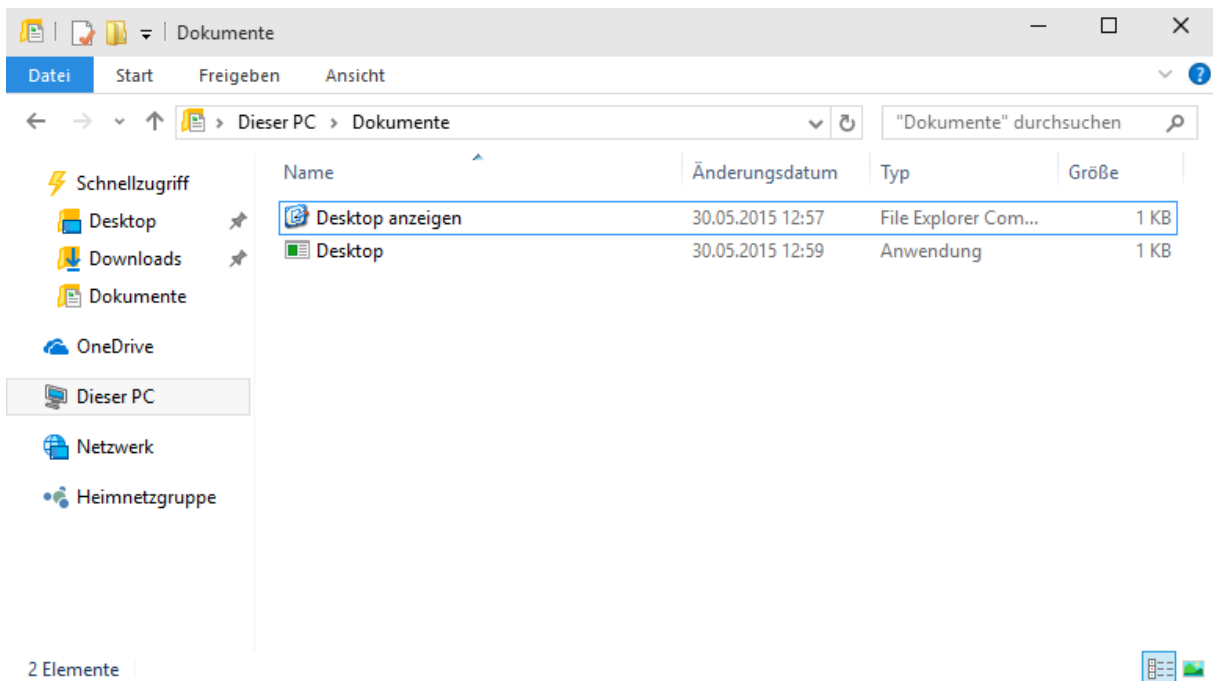 Dokumente
Datei Start Freigeben Ansicht
Dieser PC Dokumente "Dokumente" durchsuchen
Name Änderungsdatum Typ Größe
Schnellzugriff
Desktop
Downloads
Dokumente
OneDrive
Dieser PC
Netzwerk
Heimnetzgruppe
Desktop anzeigen 30.05.2015 12:57 File Explorer Com... 1 KB
Desktop 30.05.2015 12:59 Anwendung 1 KB
2 Elemente